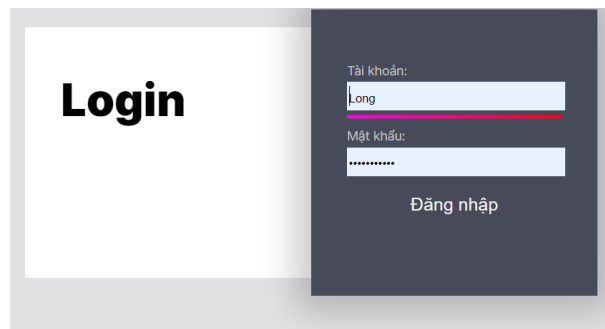 Login
Tài khoản:
Long
Mật khẩu:
•••••••••••
Đăng nhập